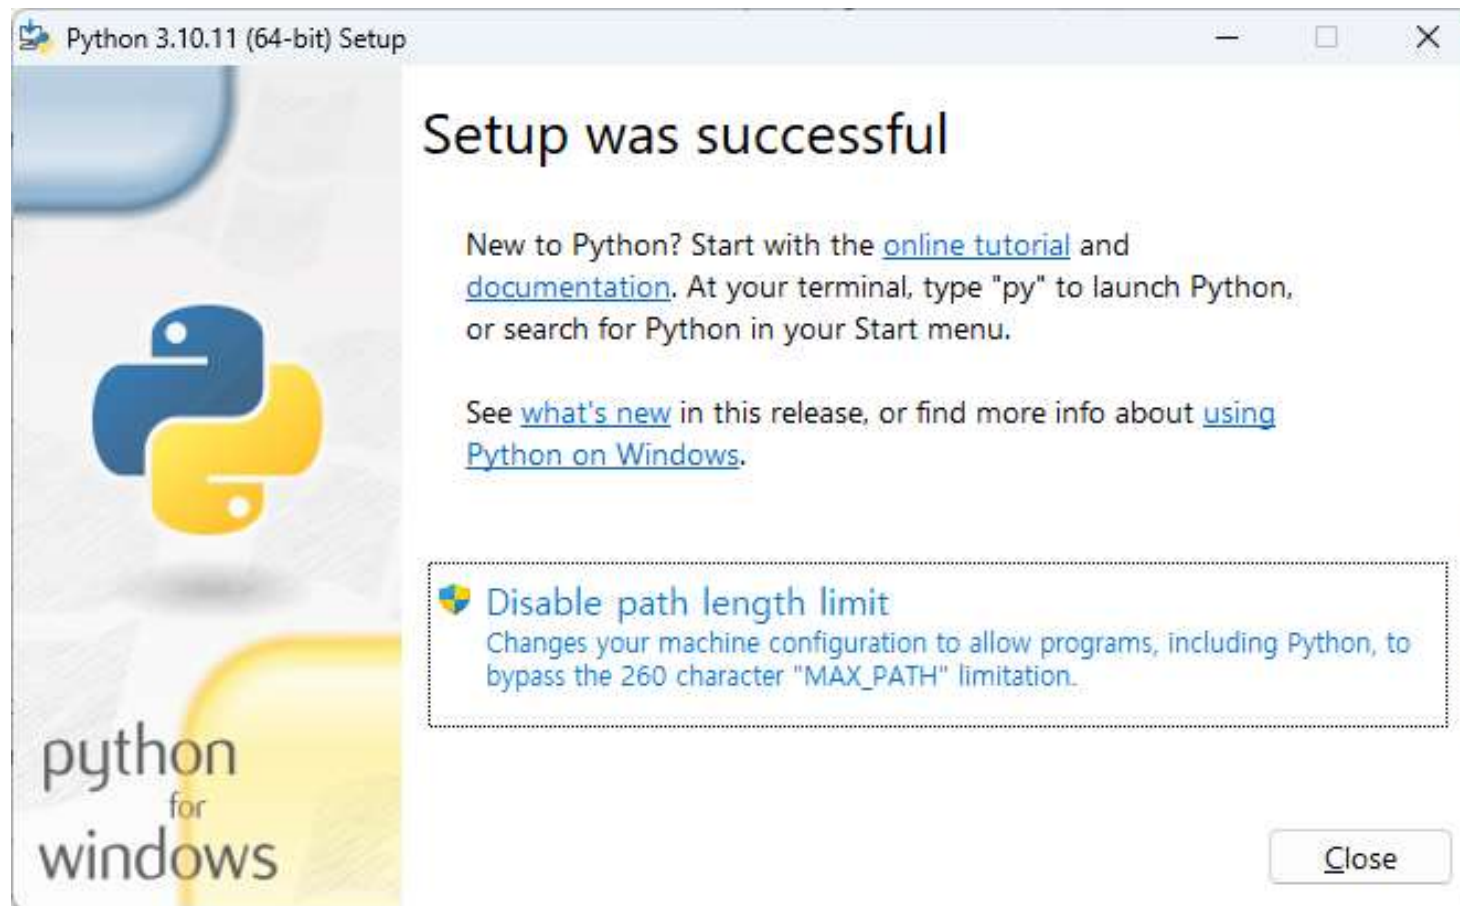 Python 3.10.11 (64-bit) Setup
Setup was successful
New to Python? Start with the online tutorial and
documentation. At your terminal, type "py" to launch Python,
or search for Python in your Start menu.
See what's new in this release, or find more info about using
Python on Windows.
Disable path length limit
Changes your machine configuration to allow programs, including Python, to
bypass the 260 character "MAX_PATH" limitation.
python
for
windows
Close